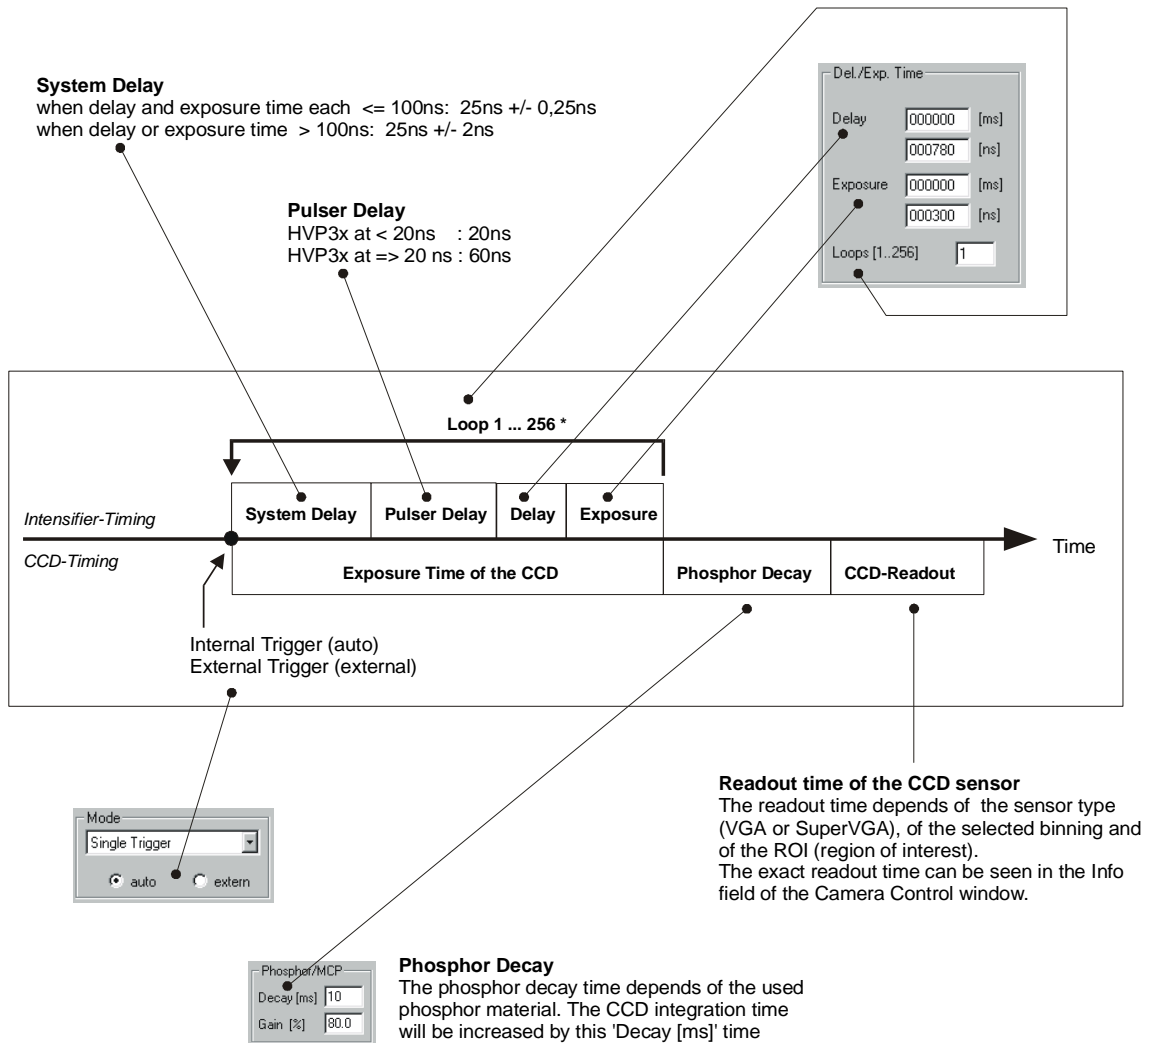 System Delay
when delay and exposure time each <= 100ns: 25ns +/- 0,25ns
when delay or exposure time > 100ns: 25ns +/- 2ns
Pulser Delay
HVP3x at < 20ns : 20ns
HVP3x at => 20 ns : 60ns
Del./Exp. Time
Delay 000000 [ms]
000780 [ns]
Exposure 000000 [ms]
000300 [ns]
Loops [1..256] 1
Loop 1 ... 256 *
Intensifier-Timing
System Delay Pulser Delay Delay Exposure
CCD-Timing
Time
Exposure Time of the CCD Phosphor Decay CCD-Readout
Internal Trigger (auto)
External Trigger (external)
Mode
Single Trigger
auto extern
Readout time of the CCD sensor
The readout time depends of the sensor type
(VGA or SuperVGA), of the selected binning and
of the ROI (region of interest).
The exact readout time can be seen in the Info
field of the Camera Control window.
Phosphor/MCP
Decay [ms] 10
Gain [%] 80.0
Phosphor Decay
The phosphor decay time depends of the used
phosphor material. The CCD integration time
will be increased by this 'Decay [ms]' time